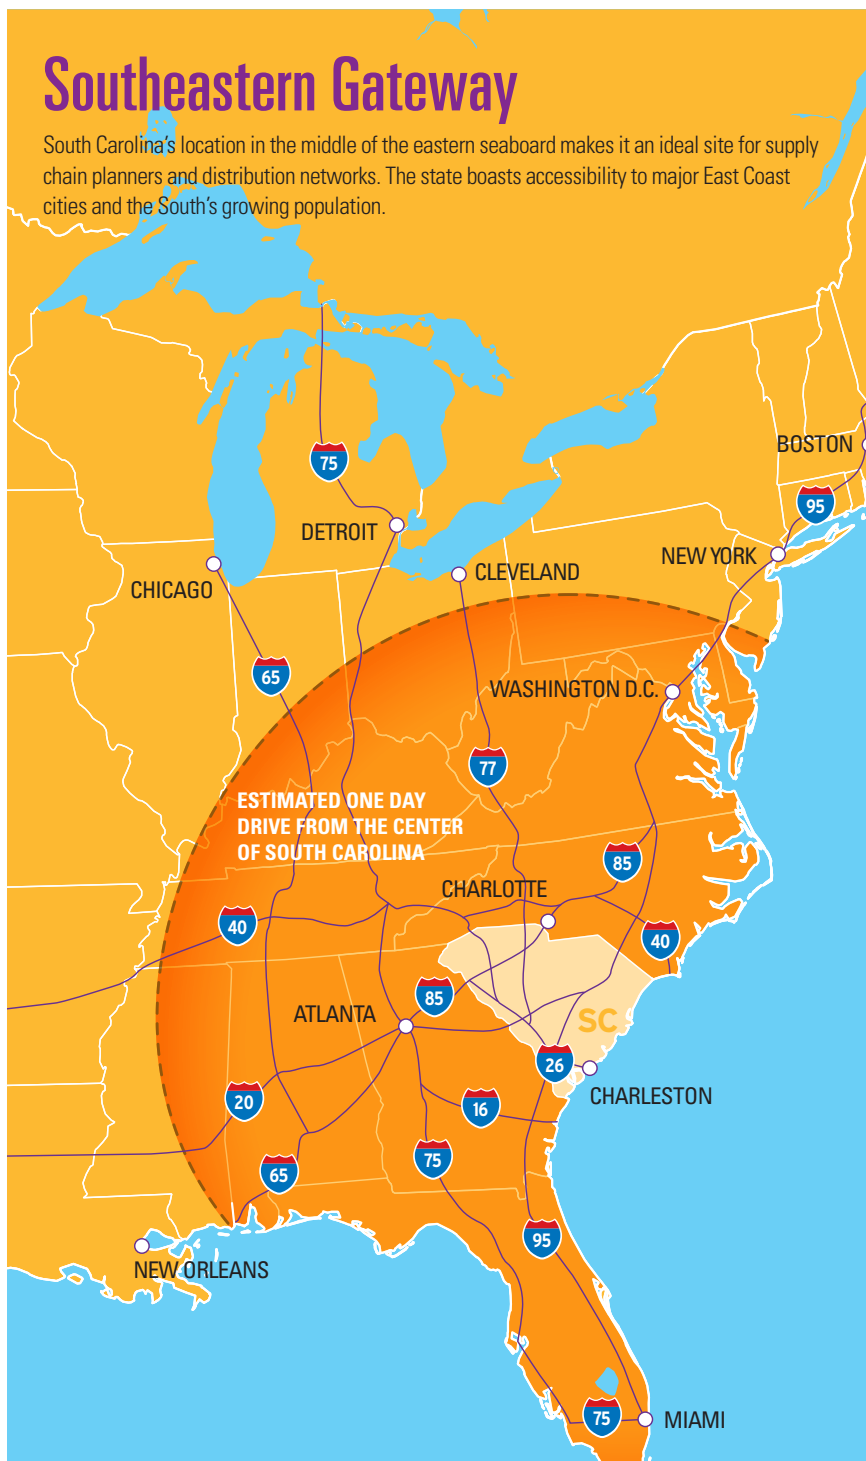 Southeastern Gateway
South Carolina's location in the middle of the eastern seaboard makes it an ideal site for supply
chain planners and distribution networks. The state boasts accessibility to major East Coast
cities and the South's growing population.
BOSTON
75
95
DETROIT
NEW YORK
CLEVELAND
CHICAGO
65
WASHINGTON D.C.
77
ESTIMATED ONE DAY
DRIVE FROM THE CENTER
OF SOUTH CAROLINA
85
CHARLOTTE
40
40
85
ATLANTA
SC
26
CHARLESTON
20
16
75
65
95
NEW ORLEANS
75
MIAMI